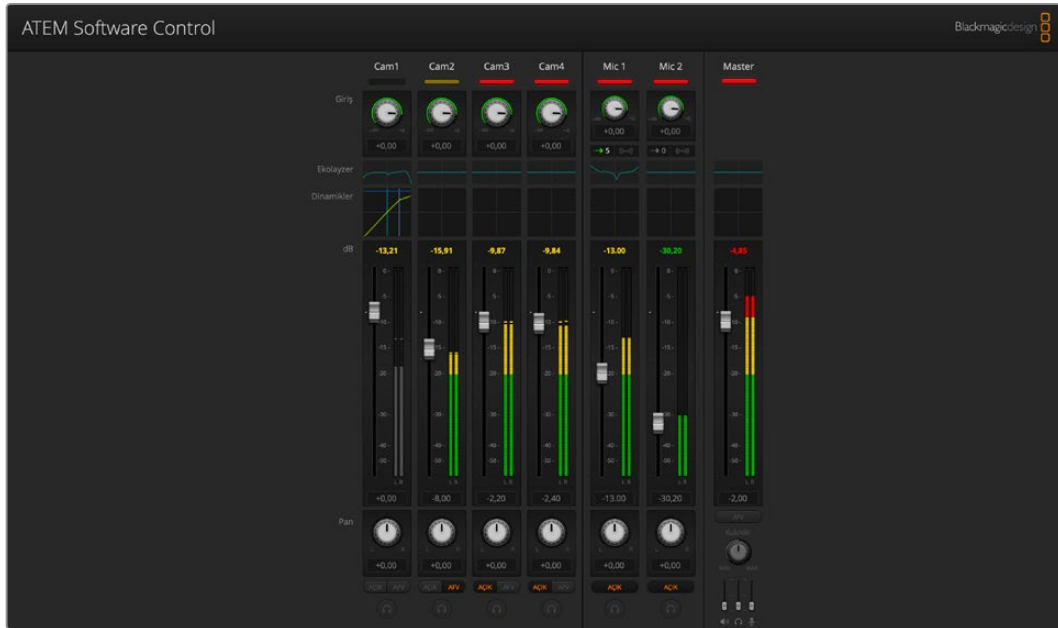 ATEM Software Control
Blackmagicdesign
Cam1 Cam2 Cam3 Cam4 Mic 1 Mic 2 Master
Giriş
+0,00 +0,00 +0,00 +0,00 +0,00 +0,00
5 0
Ekolayzer
Dinamikler
dB -13,21 -15,91 -9,87 -9,84 -13.00 -30,20 -4,85
L R L R L R L R L R L R L R
+0,00 -8,00 -2,20 -2,40 -13.00 -30,20 -2,00
Pan AFV
L R L R L R L R L R L R
+0,00 +0,00 +0,00 +0,00 +0,00 +0,00
AÇIK AFV AÇIK AFV AÇIK AFV AÇIK AFV AÇIK AÇIK